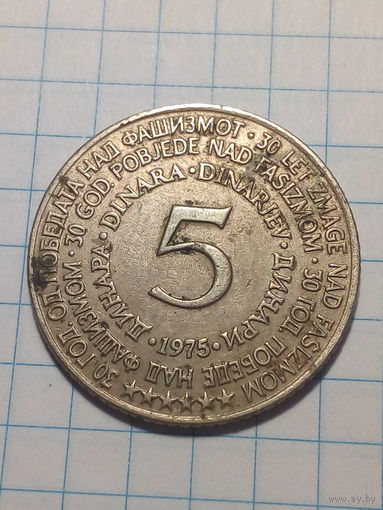 30 ГОД. ОД ПОБЕДАТА НАД ФАШИЗМОТ · 30 LET ZMAGE NAD FAŠIZMOM
30 GOD. POBJEDE NAD FAŠIZMOM · 30 ГОД. ПОБЕДЕ НАД ФАШИЗМОМ ·
ДИНАРА · DINARA · DINARJEV · ДИНАРИ
· 1975 ·
5
www.ay.by